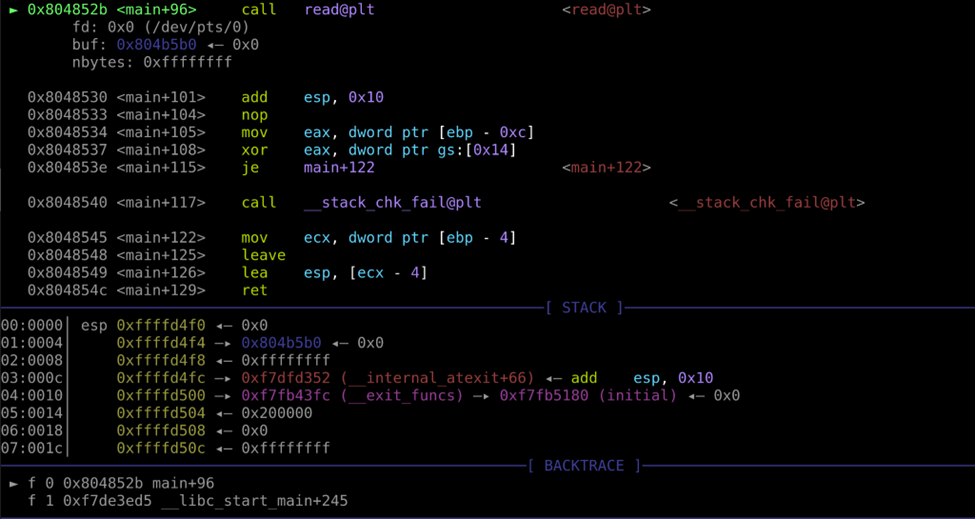 ► 0x804852b <main+96> call read@plt <read@plt>
fd: 0x0 (/dev/pts/0)
buf: 0x804b5b0 ◂— 0x0
nbytes: 0xffffffff
0x8048530 <main+101> add esp, 0x10
0x8048533 <main+104> nop
0x8048534 <main+105> mov eax, dword ptr [ebp - 0xc]
0x8048537 <main+108> xor eax, dword ptr gs:[0x14]
0x804853e <main+115> je main+122 <main+122>
0x8048540 <main+117> call __stack_chk_fail@plt <__stack_chk_fail@plt>
0x8048545 <main+122> mov ecx, dword ptr [ebp - 4]
0x8048548 <main+125> leave
0x8048549 <main+126> lea esp, [ecx - 4]
0x804854c <main+129> ret
[ STACK ]
00:0000│ esp 0xffffd4f0 ◂— 0x0
01:0004│ 0xffffd4f4 —▸ 0x804b5b0 ◂— 0x0
02:0008│ 0xffffd4f8 ◂— 0xffffffff
03:000c│ 0xffffd4fc —▸ 0xf7dfd352 (__internal_atexit+66) ◂— add esp, 0x10
04:0010│ 0xffffd500 —▸ 0xf7fb43fc (__exit_funcs) —▸ 0xf7fb5180 (initial) ◂— 0x0
05:0014│ 0xffffd504 ◂— 0x200000
06:0018│ 0xffffd508 ◂— 0x0
07:001c│ 0xffffd50c ◂— 0xffffffff
[ BACKTRACE ]
► f 0 0x804852b main+96
f 1 0xf7de3ed5 __libc_start_main+245